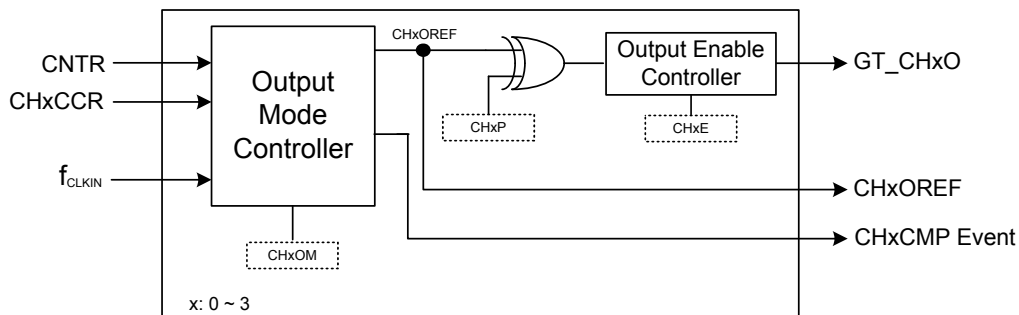 CNTR
CHxCCR
fCLKIN
Output
Mode
Controller
CHxOM
CHxOREF
CHxP
Output Enable
Controller
CHxE
GT_CHxO
CHxOREF
CHxCMP Event
x: 0 ~ 3